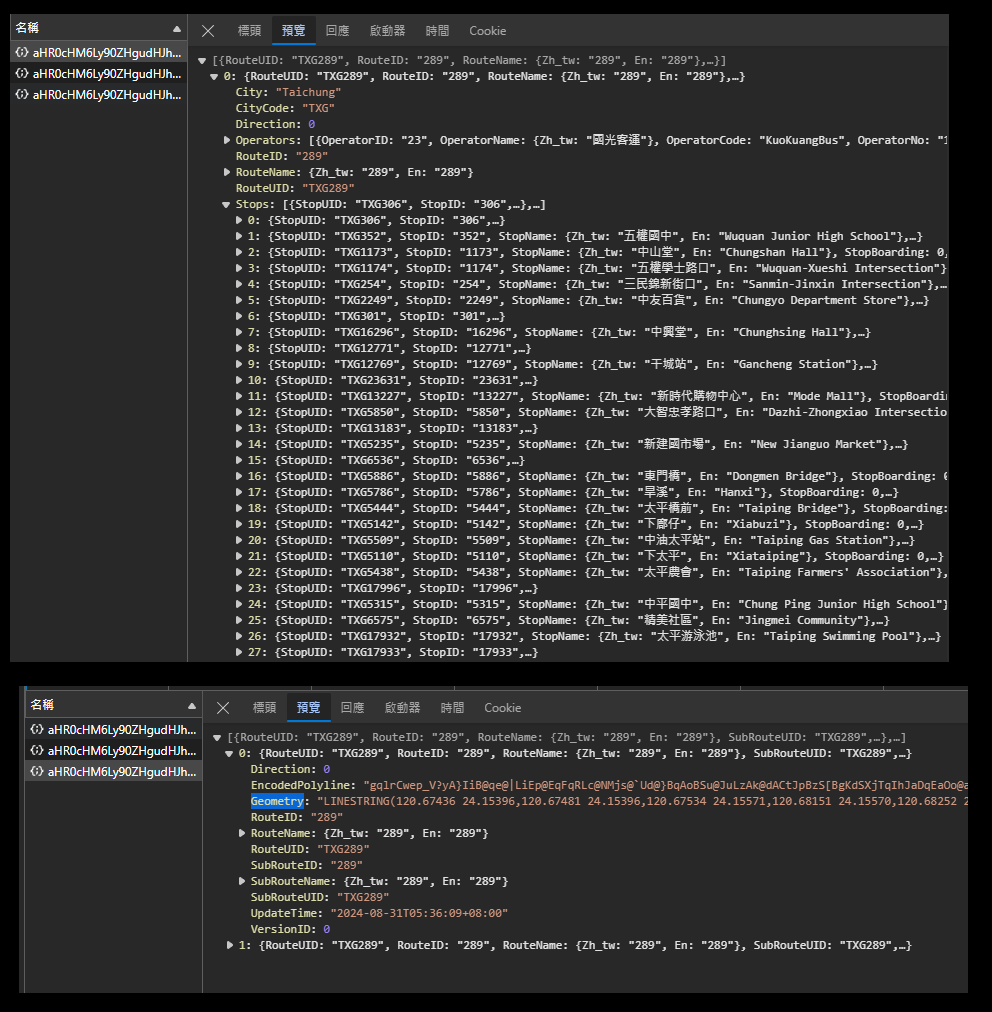 名稱
標頭 預覽 回應 啟動器 時間 Cookie
aHR0cHM6Ly90ZHgudHJh...
aHR0cHM6Ly90ZHgudHJh...
aHR0cHM6Ly90ZHgudHJh...
[{RouteUID: "TXG289", RouteID: "289", RouteName: {Zh_tw: "289", En: "289"},…}]
0: {RouteUID: "TXG289", RouteID: "289", RouteName: {Zh_tw: "289", En: "289"},…}
City: "Taichung"
CityCode: "TXG"
Direction: 0
Operators: [{OperatorID: "23", OperatorName: {Zh_tw: "國光客運"}, OperatorCode: "KuoKuangBus", OperatorNo: "1
RouteID: "289"
RouteName: {Zh_tw: "289", En: "289"}
RouteUID: "TXG289"
Stops: [{StopUID: "TXG306", StopID: "306",…},…]
0: {StopUID: "TXG306", StopID: "306",…}
1: {StopUID: "TXG352", StopID: "352", StopName: {Zh_tw: "五權國中", En: "Wuquan Junior High School"},…}
2: {StopUID: "TXG1173", StopID: "1173", StopName: {Zh_tw: "中山堂", En: "Chungshan Hall"}, StopBoarding: 0,
3: {StopUID: "TXG1174", StopID: "1174", StopName: {Zh_tw: "五權學士路口", En: "Wuquan-Xueshi Intersection"}
4: {StopUID: "TXG254", StopID: "254", StopName: {Zh_tw: "三民錦新街口", En: "Sanmin-Jinxin Intersection"},…
5: {StopUID: "TXG2249", StopID: "2249", StopName: {Zh_tw: "中友百貨", En: "Chungyo Department Store"},…}
6: {StopUID: "TXG301", StopID: "301",…}
7: {StopUID: "TXG16296", StopID: "16296", StopName: {Zh_tw: "中興堂", En: "Chunghsing Hall"},…}
8: {StopUID: "TXG12771", StopID: "12771",…}
9: {StopUID: "TXG12769", StopID: "12769", StopName: {Zh_tw: "干城站", En: "Gancheng Station"},…}
10: {StopUID: "TXG23631", StopID: "23631",…}
11: {StopUID: "TXG13227", StopID: "13227", StopName: {Zh_tw: "新時代購物中心", En: "Mode Mall"}, StopBoardin
12: {StopUID: "TXG5850", StopID: "5850", StopName: {Zh_tw: "大智忠孝路口", En: "Dazhi-Zhongxiao Intersectio
13: {StopUID: "TXG13183", StopID: "13183",…}
14: {StopUID: "TXG5235", StopID: "5235", StopName: {Zh_tw: "新建國市場", En: "New Jianguo Market"},…}
15: {StopUID: "TXG6536", StopID: "6536",…}
16: {StopUID: "TXG5886", StopID: "5886", StopName: {Zh_tw: "東門橋", En: "Dongmen Bridge"}, StopBoarding: 0
17: {StopUID: "TXG5786", StopID: "5786", StopName: {Zh_tw: "旱溪", En: "Hanxi"}, StopBoarding: 0,…}
18: {StopUID: "TXG5444", StopID: "5444", StopName: {Zh_tw: "太平橋前", En: "Taiping Bridge"}, StopBoarding:
19: {StopUID: "TXG5142", StopID: "5142", StopName: {Zh_tw: "下廍仔", En: "Xiabuzi"}, StopBoarding: 0,…}
20: {StopUID: "TXG5509", StopID: "5509", StopName: {Zh_tw: "中油太平站", En: "Taiping Gas Station"},…}
21: {StopUID: "TXG5110", StopID: "5110", StopName: {Zh_tw: "下太平", En: "Xiataiping"}, StopBoarding: 0,…}
22: {StopUID: "TXG5438", StopID: "5438", StopName: {Zh_tw: "太平農會", En: "Taiping Farmers' Association"},
23: {StopUID: "TXG17996", StopID: "17996",…}
24: {StopUID: "TXG5315", StopID: "5315", StopName: {Zh_tw: "中平國中", En: "Chung Ping Junior High School"}
25: {StopUID: "TXG6575", StopID: "6575", StopName: {Zh_tw: "精美社區", En: "Jingmei Community"},…}
26: {StopUID: "TXG17932", StopID: "17932", StopName: {Zh_tw: "太平游泳池", En: "Taiping Swimming Pool"},…}
27: {StopUID: "TXG17933", StopID: "17933",…}
名稱
標頭 預覽 回應 啟動器 時間 Cookie
aHR0cHM6Ly90ZHgudHJh...
aHR0cHM6Ly90ZHgudHJh...
aHR0cHM6Ly90ZHgudHJh...
[{RouteUID: "TXG289", RouteID: "289", RouteName: {Zh_tw: "289", En: "289"}, SubRouteUID: "TXG289",…},…]
0: {RouteUID: "TXG289", RouteID: "289", RouteName: {Zh_tw: "289", En: "289"}, SubRouteUID: "TXG289",…}
Direction: 0
EncodedPolyline: "gqlrCwep_V?yA}IiB@qe@|LiEp@EqFqRLc@NMjs@`Ud@}BqAoBSu@JuLzAk@dACtJpBzS[BgKdSXjTqIhJaDqEaOo@a
Geometry: "LINESTRING(120.67436 24.15396,120.67481 24.15396,120.67534 24.15571,120.68151 24.15570,120.68252 2
RouteID: "289"
RouteName: {Zh_tw: "289", En: "289"}
RouteUID: "TXG289"
SubRouteID: "289"
SubRouteName: {Zh_tw: "289", En: "289"}
SubRouteUID: "TXG289"
UpdateTime: "2024-08-31T05:36:09+08:00"
VersionID: 0
1: {RouteUID: "TXG289", RouteID: "289", RouteName: {Zh_tw: "289", En: "289"}, SubRouteUID: "TXG289",…}